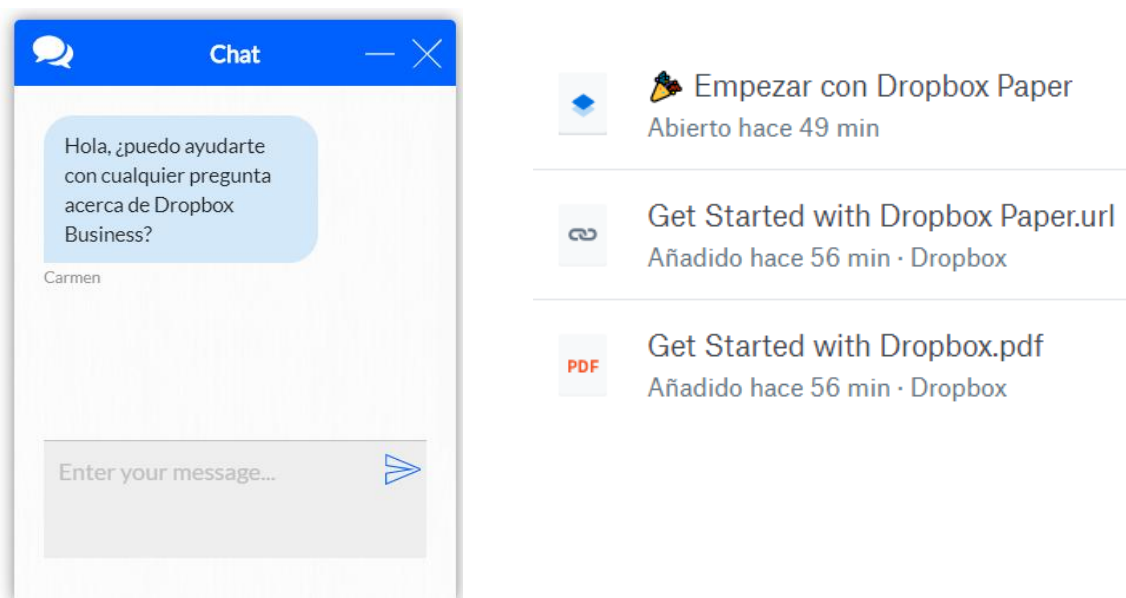 Chat
Hola, ¿puedo ayudarte
con cualquier pregunta
acerca de Dropbox
Business?
Carmen
Enter your message...
Empezar con Dropbox Paper
Abierto hace 49 min
Get Started with Dropbox Paper.url
Añadido hace 56 min · Dropbox
PDF
Get Started with Dropbox.pdf
Añadido hace 56 min · Dropbox